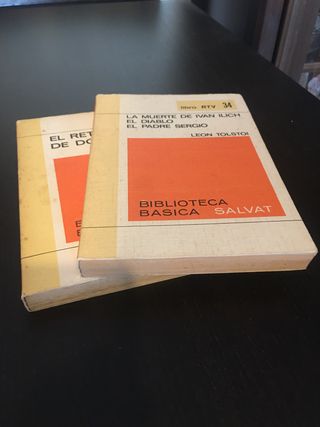 libro RTV 34
LA MUERTE DE IVAN ILICH
EL DIABLO
EL PADRE SERGIO
LEON TOLSTOI
BIBLIOTECA
BASICA SALVAT
EL RET
DE DO